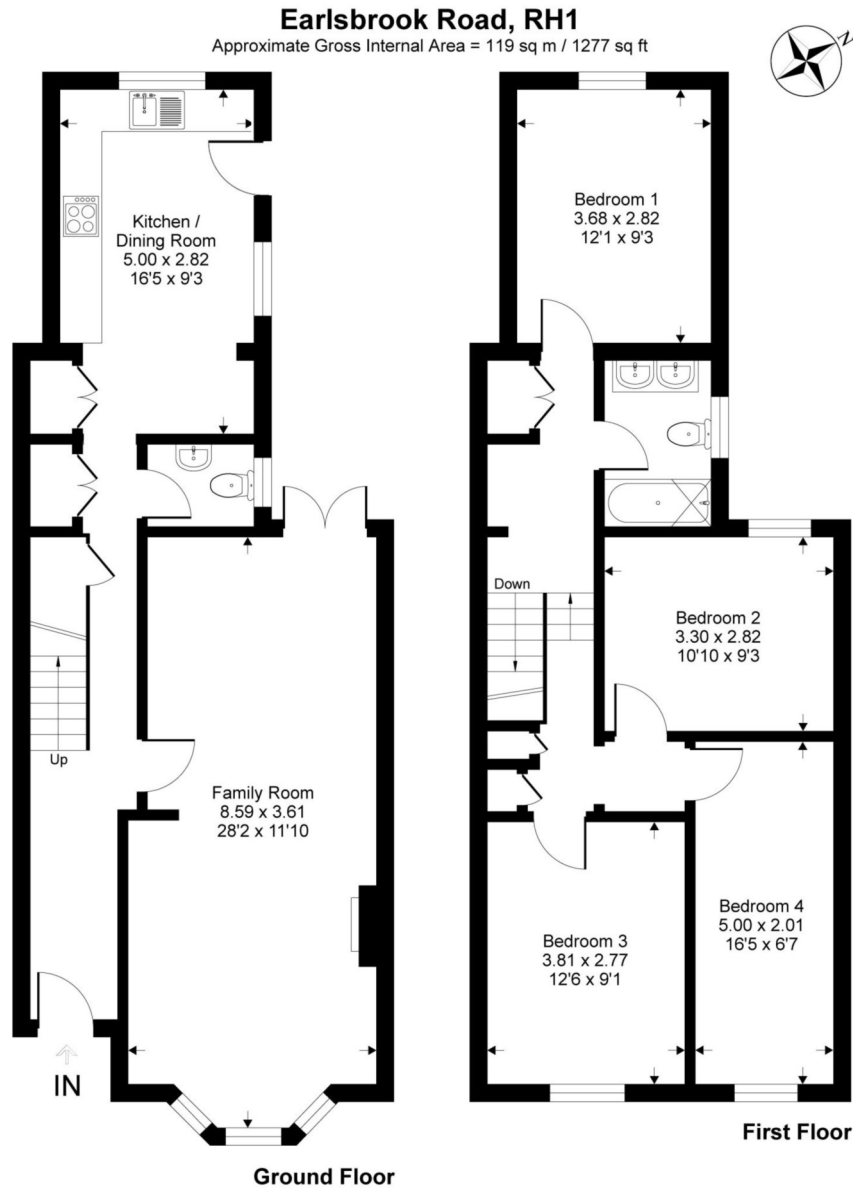 Earlsbrook Road, RH1
Approximate Gross Internal Area = 119 sq m / 1277 sq ft
N
Kitchen /
Dining Room
5.00 x 2.82
16'5 x 9'3
Up
Family Room
8.59 x 3.61
28'2 x 11'10
IN
Ground Floor
Bedroom 1
3.68 x 2.82
12'1 x 9'3
Down
Bedroom 2
3.30 x 2.82
10'10 x 9'3
Bedroom 3
3.81 x 2.77
12'6 x 9'1
Bedroom 4
5.00 x 2.01
16'5 x 6'7
First Floor